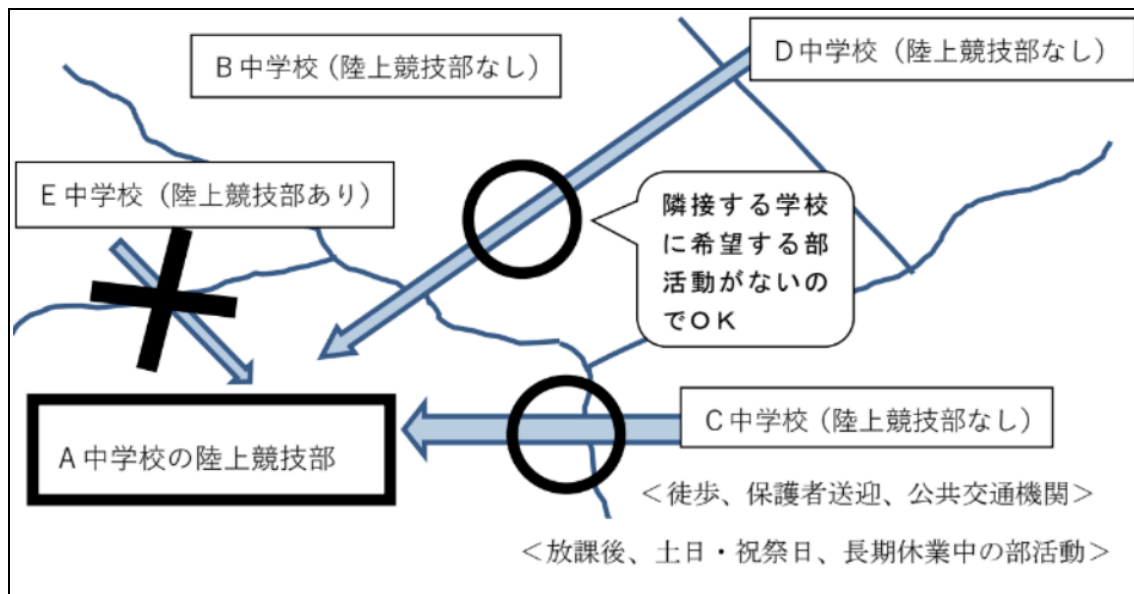 B中学校（陸上競技部なし）
D中学校（陸上競技部なし）
E中学校（陸上競技部あり）
隣接する学校
に希望する部
活動がないの
でＯＫ
A中学校の陸上競技部
C中学校（陸上競技部なし）
＜徒歩、保護者送迎、公共交通機関＞
＜放課後、土日・祝祭日、長期休業中の部活動＞